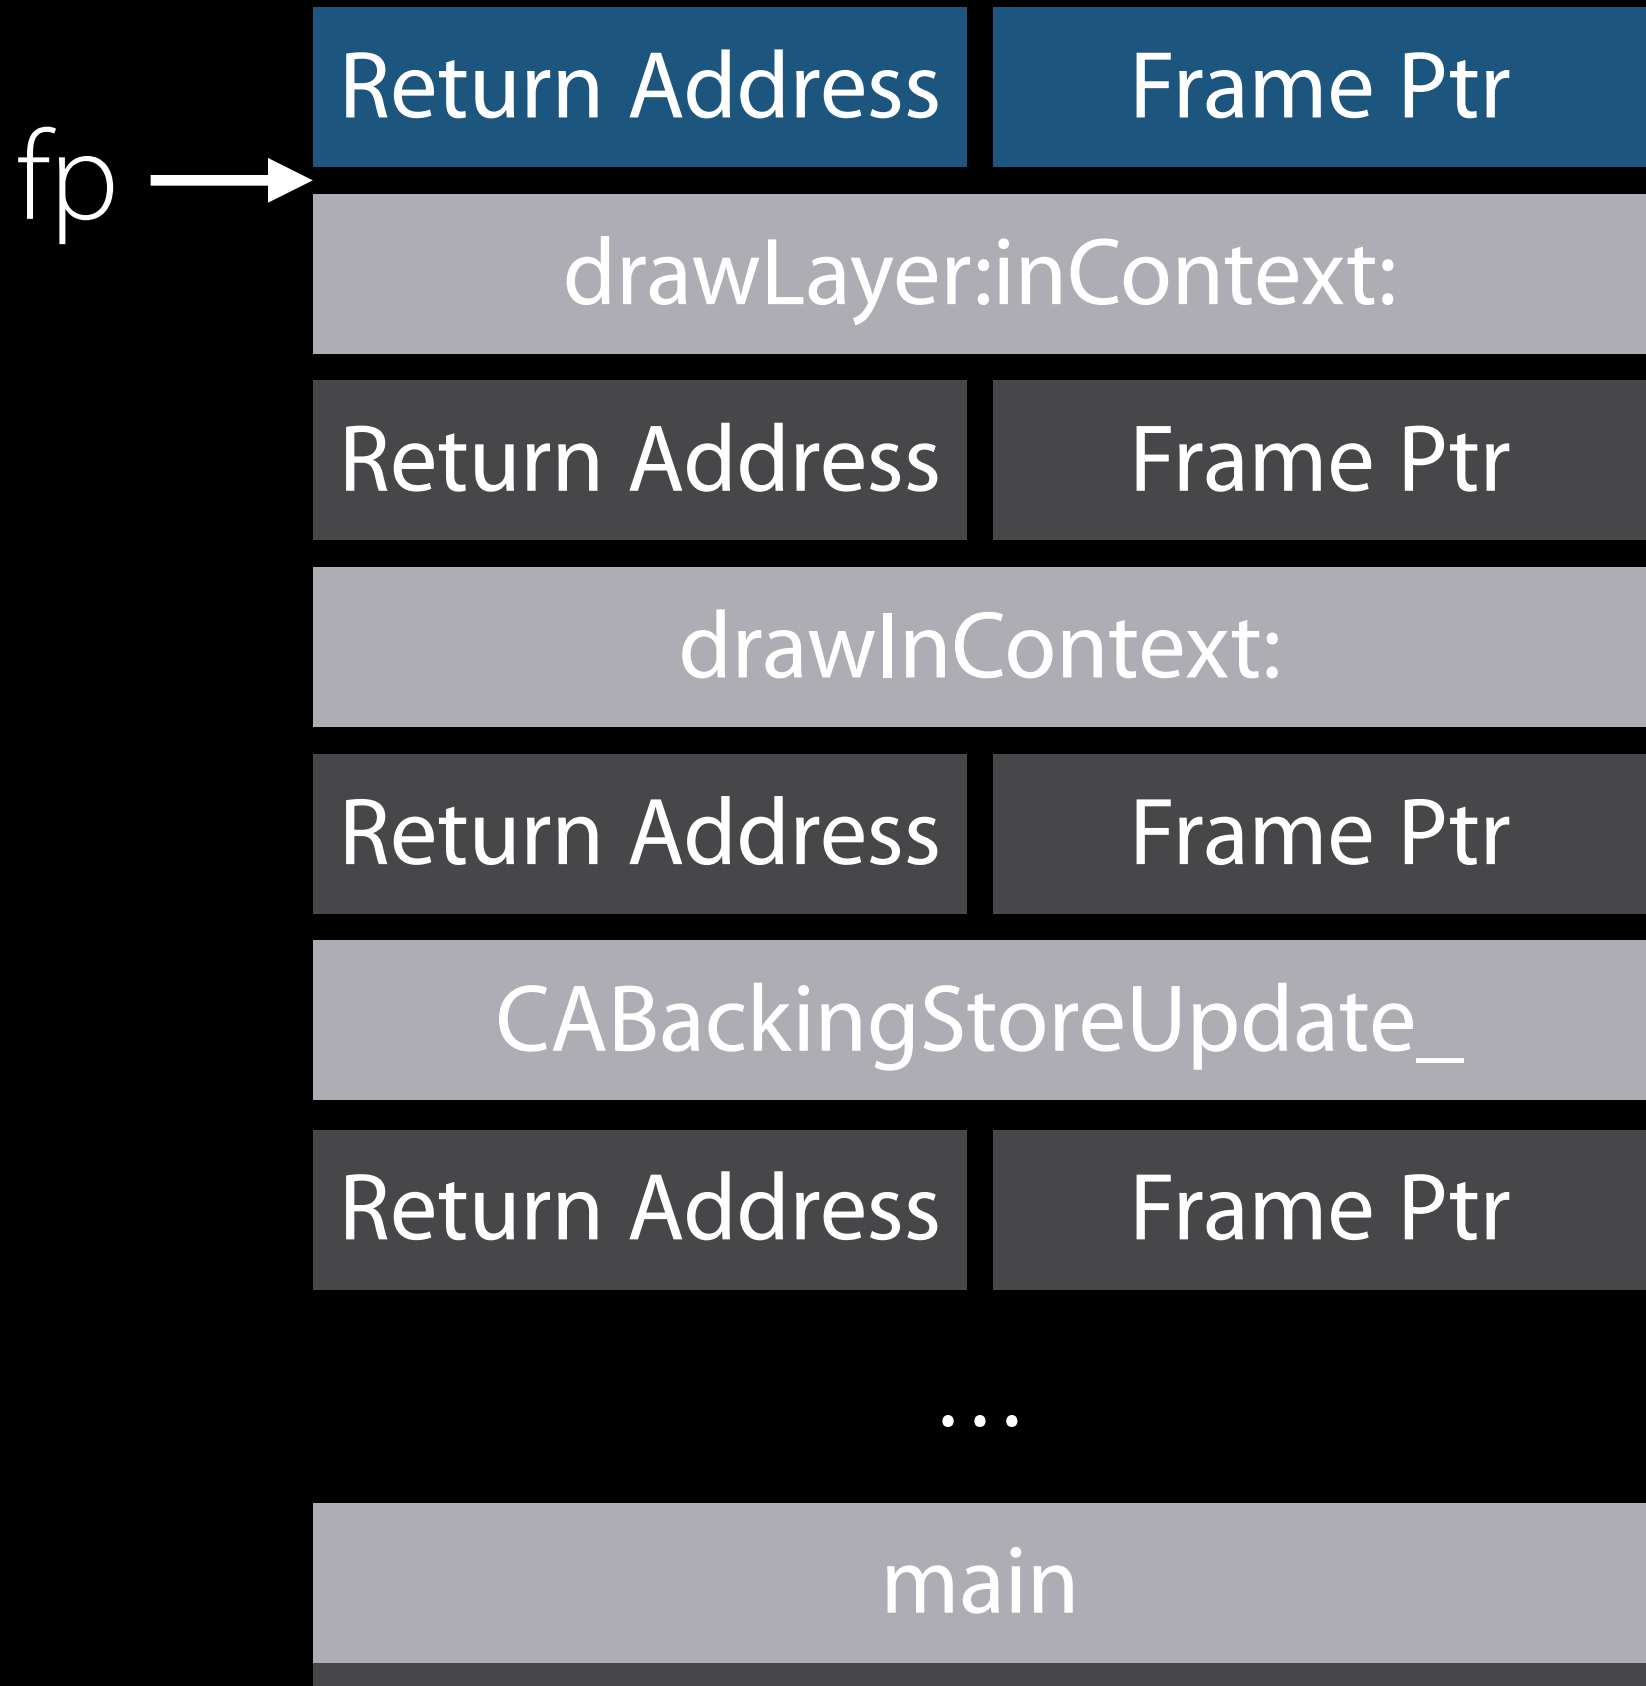 Return Address Frame Ptr
fp
drawLayer:inContext:
Return Address Frame Ptr
drawInContext:
Return Address Frame Ptr
CABackingStoreUpdate_
Return Address Frame Ptr
...
main